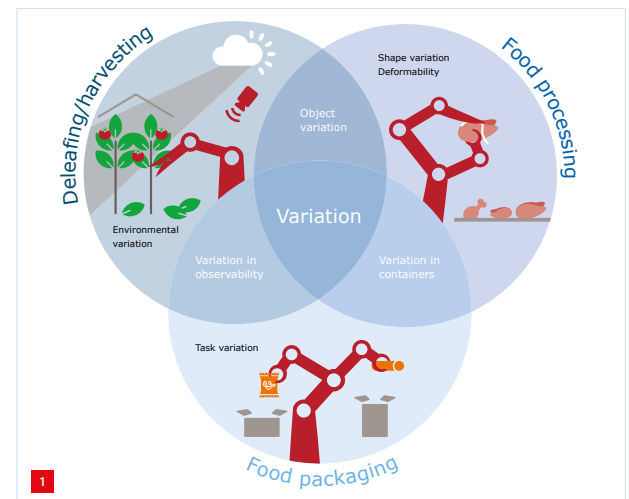 Deleafing/harvesting
Food processing
Shape variation
Deformability
Object
variation
Variation
Environmental
variation
Variation in
observability
Variation in
containers
Task variation
Food packaging
1